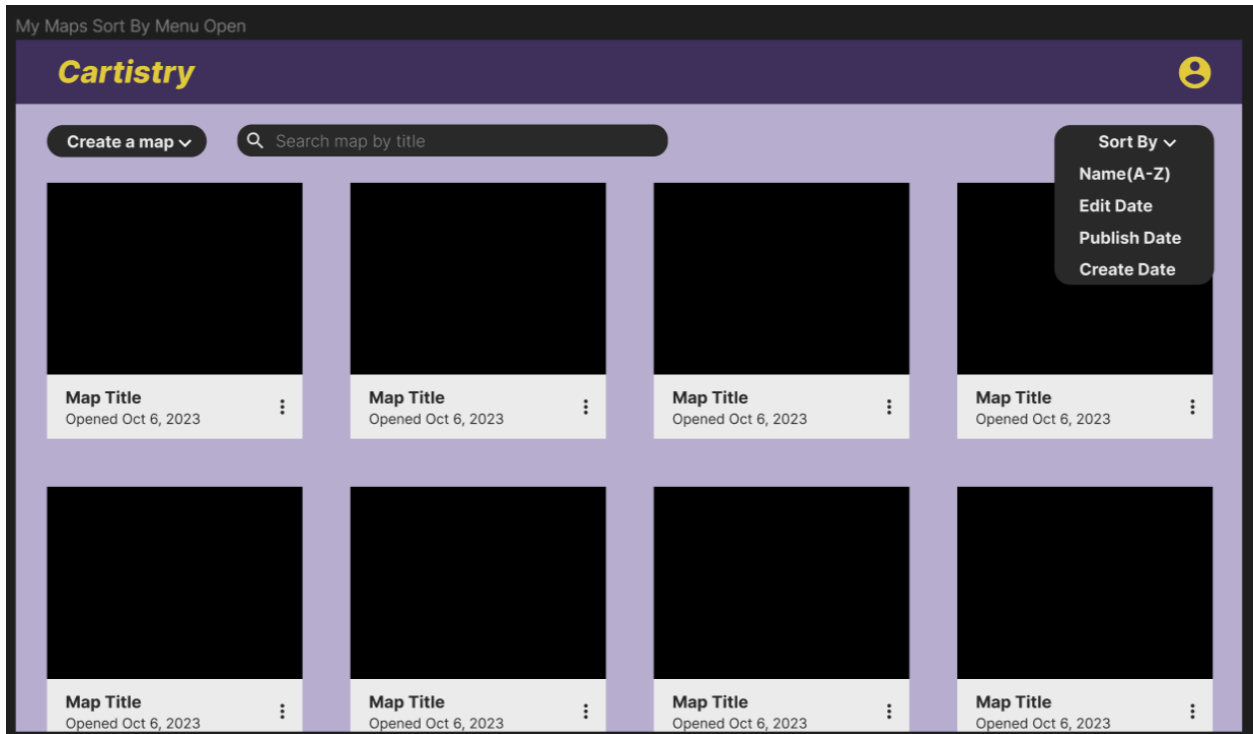 My Maps Sort By Menu Open
Cartistry
Create a map
Search map by title
Sort By
Name(A-Z)
Edit Date
Publish Date
Create Date
Map Title
Opened Oct 6, 2023
Map Title
Opened Oct 6, 2023
Map Title
Opened Oct 6, 2023
Map Title
Opened Oct 6, 2023
Map Title
Opened Oct 6, 2023
Map Title
Opened Oct 6, 2023
Map Title
Opened Oct 6, 2023
Map Title
Opened Oct 6, 2023